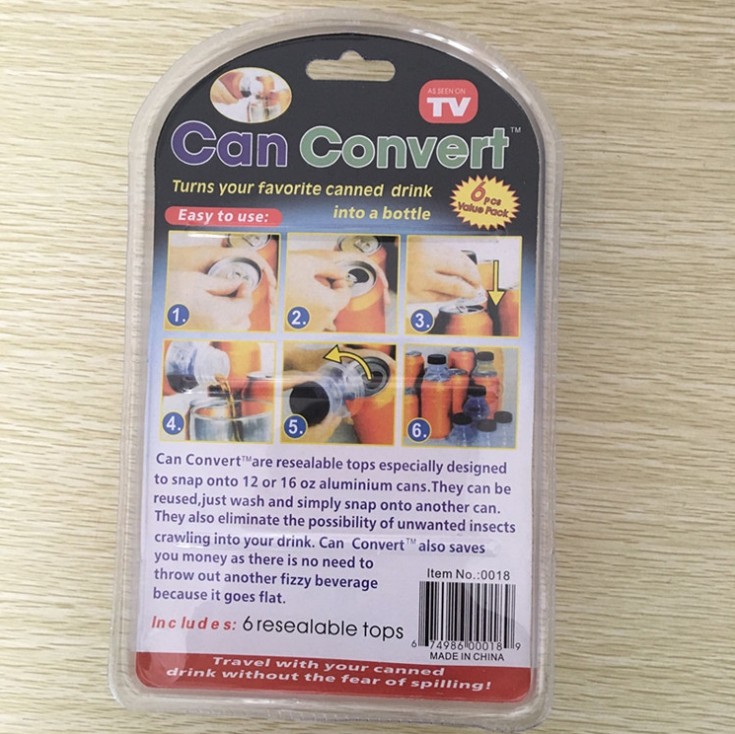 AS SEEN ON
TV
Can Convert™
Turns your favorite canned drink
into a bottle
6 PCS
Value Pack
Easy to use:
1.
2.
3.
4.
5.
6.
Can Convert™are resealable tops especially designed
to snap onto 12 or 16 oz aluminium cans.They can be
reused,just wash and simply snap onto another can.
They also eliminate the possibility of unwanted insects
crawling into your drink. Can Convert™ also saves
you money as there is no need to
throw out another fizzy beverage
because it goes flat.
Item No.:0018
Includes: 6 resealable tops
6 74986 00018 9
MADE IN CHINA
Travel with your canned
drink without the fear of spilling!